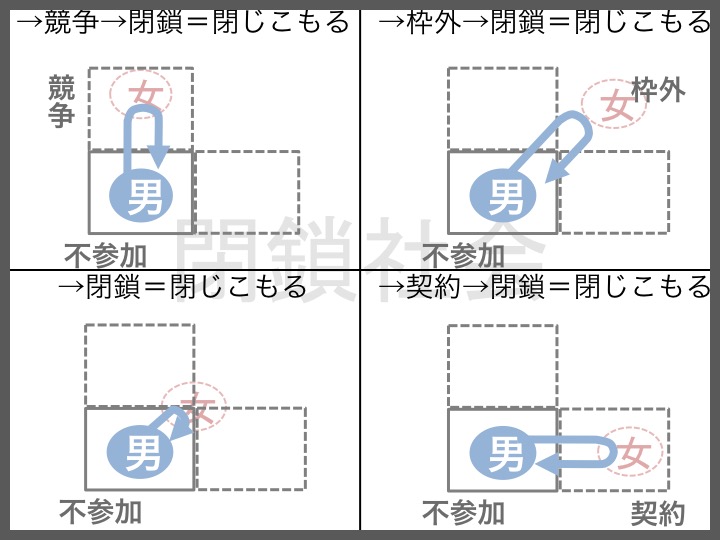 →競争→閉鎖＝閉じこもる
競争
女
男
不参加
→枠外→閉鎖＝閉じこもる
枠外
女
男
不参加
閉鎖社会
→閉鎖＝閉じこもる
女
男
不参加
→契約→閉鎖＝閉じこもる
男
女
不参加
契約